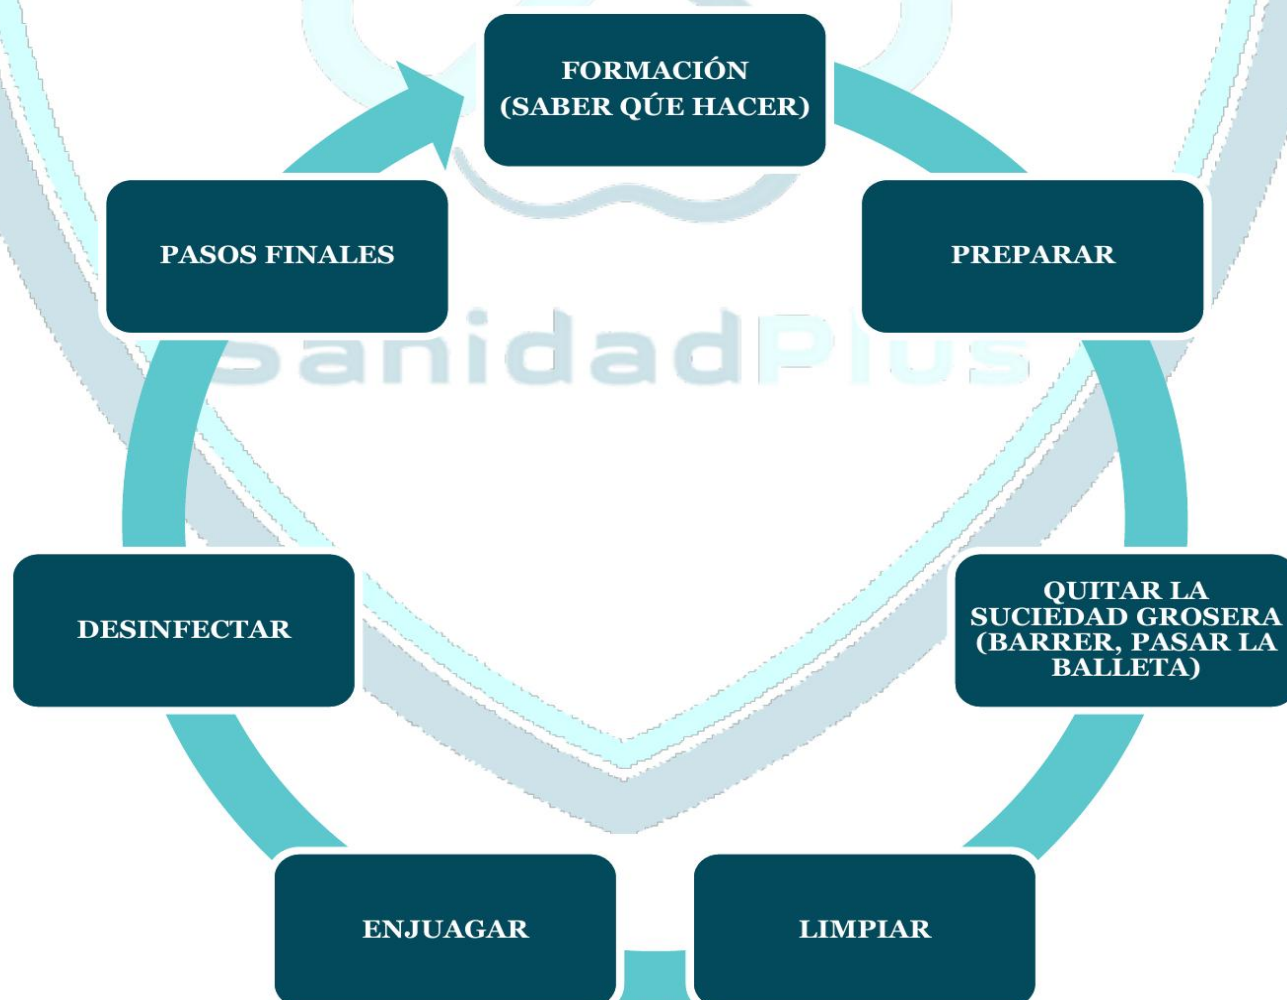 FORMACIÓN
(SABER QÚE HACER)
PASOS FINALES
PREPARAR
SanidadPlus
DESINFECTAR
QUITAR LA
SUCIEDAD GROSERA
(BARRER, PASAR LA
BALLETA)
ENJUAGAR
LIMPIAR